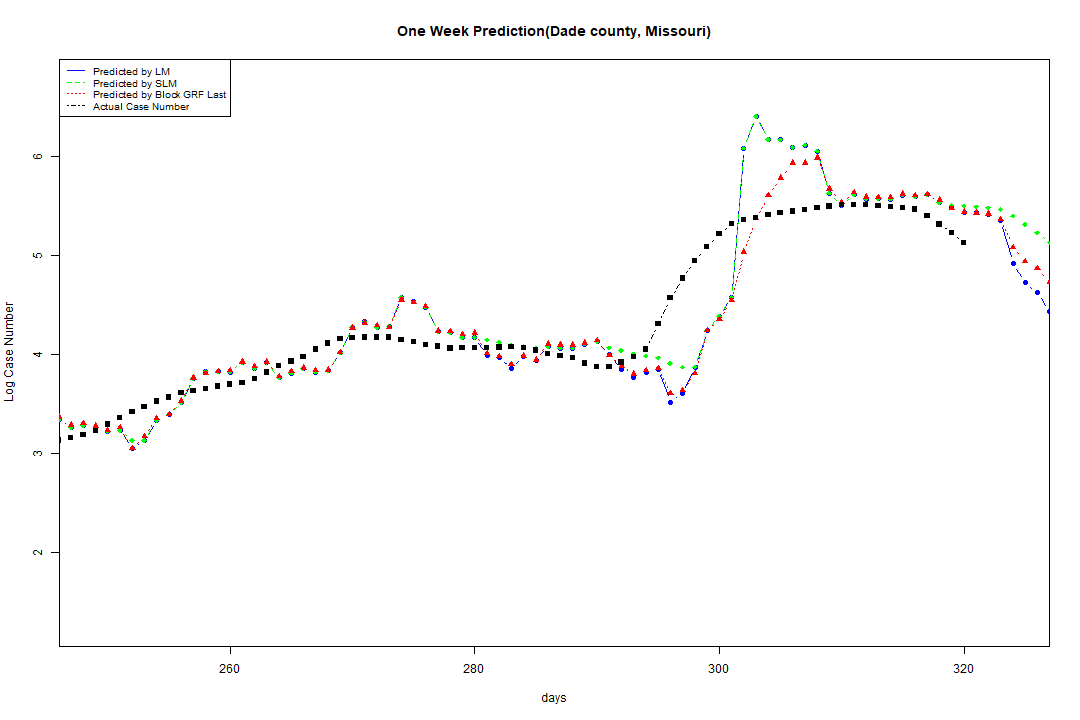 One Week Prediction(Dade county, Missouri)
Predicted by LM
Predicted by SLM
Predicted by Block GRF Last
Actual Case Number
6
5
4
3
2
Log Case Number
260 280 300 320
days